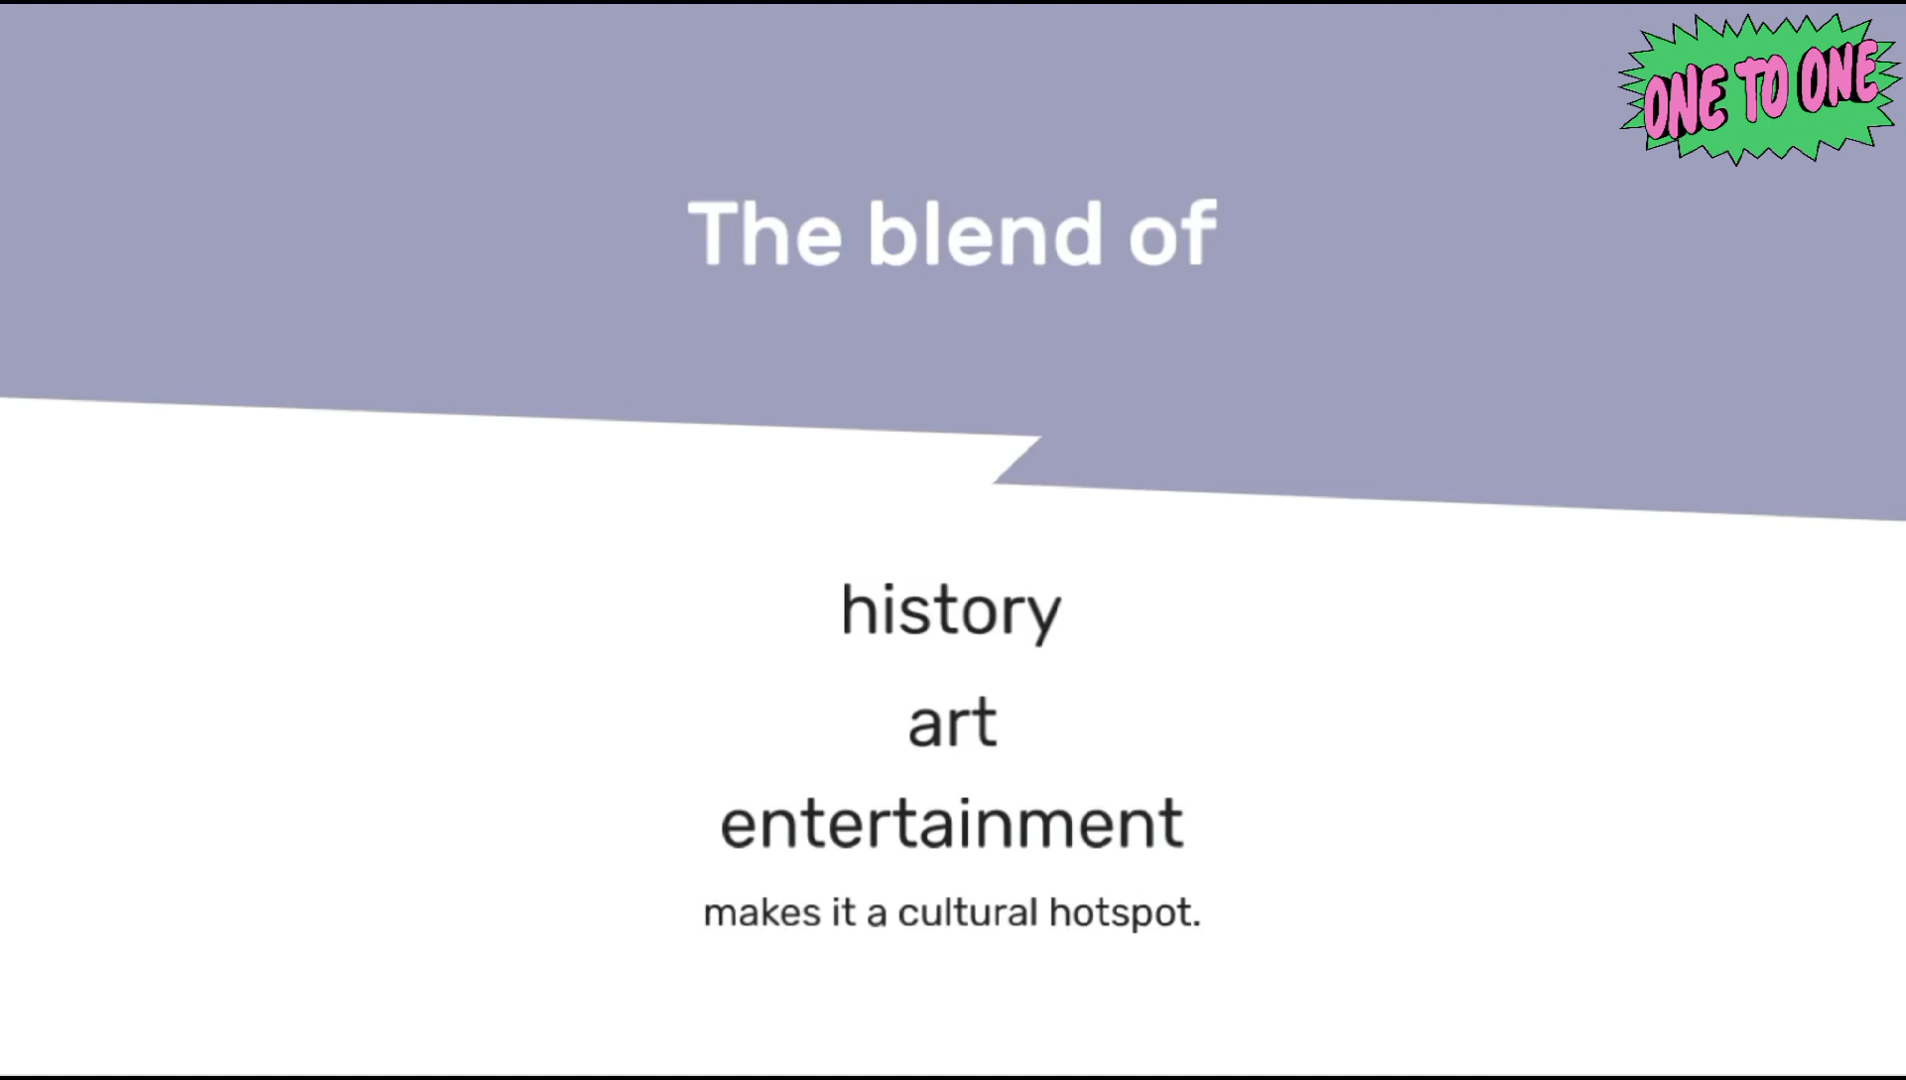 ONE TO ONE
The blend of
history
art
entertainment
makes it a cultural hotspot.